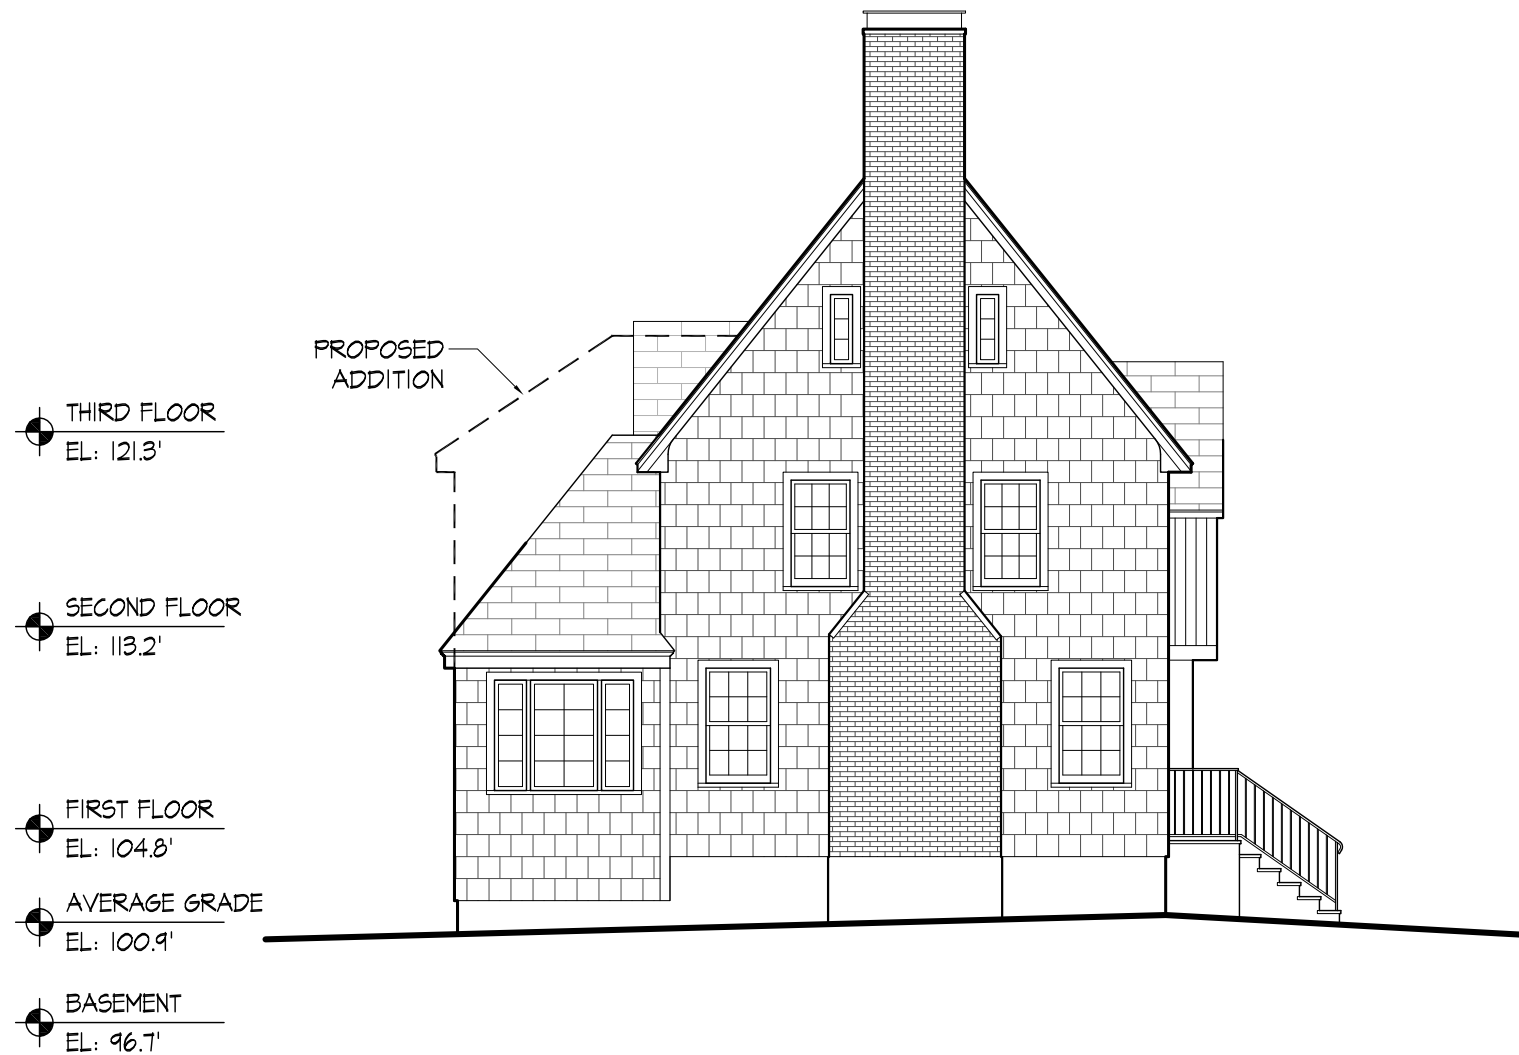 PROPOSED
ADDITION
THIRD FLOOR
EL: 121.3'
SECOND FLOOR
EL: 113.2'
FIRST FLOOR
EL: 104.8'
AVERAGE GRADE
EL: 100.9'
BASEMENT
EL: 96.7'